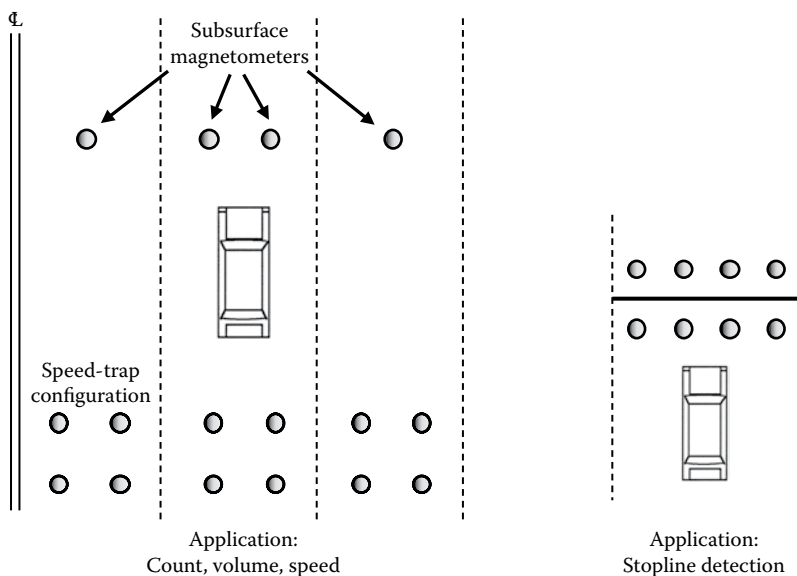 ℄
Subsurface
magnetometers
Speed-trap
configuration
Application:
Count, volume, speed
Application:
Stopline detection